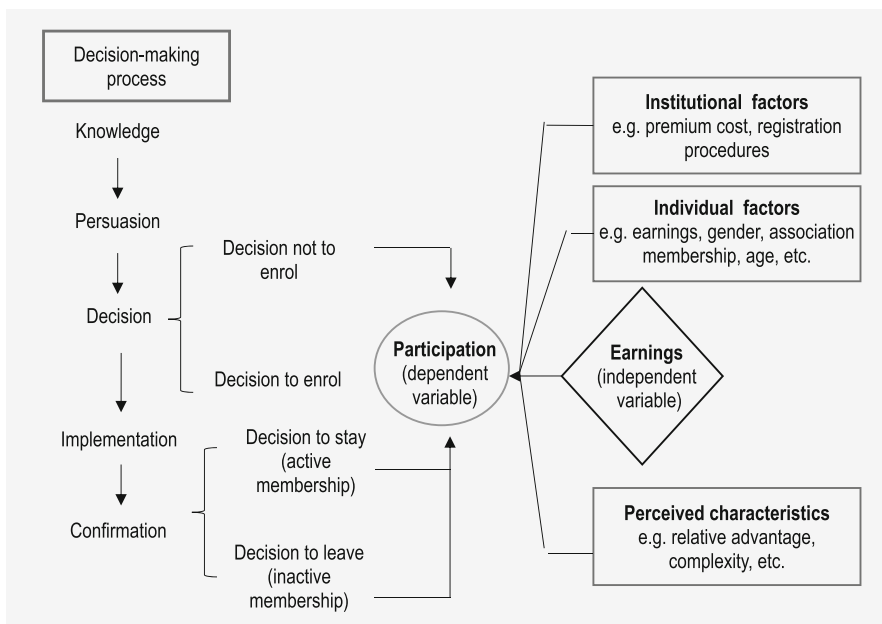 Decision-making
process
Knowledge
Persuasion
Decision
Implementation
Confirmation
Decision not to
enrol
Decision to enrol
Decision to stay
(active
membership)
Decision to leave
(inactive
membership)
Participation
(dependent
variable)
Institutional factors
e.g. premium cost, registration
procedures
Individual factors
e.g. earnings, gender, association
membership, age, etc.
Earnings
(independent
variable)
Perceived characteristics
e.g. relative advantage,
complexity, etc.